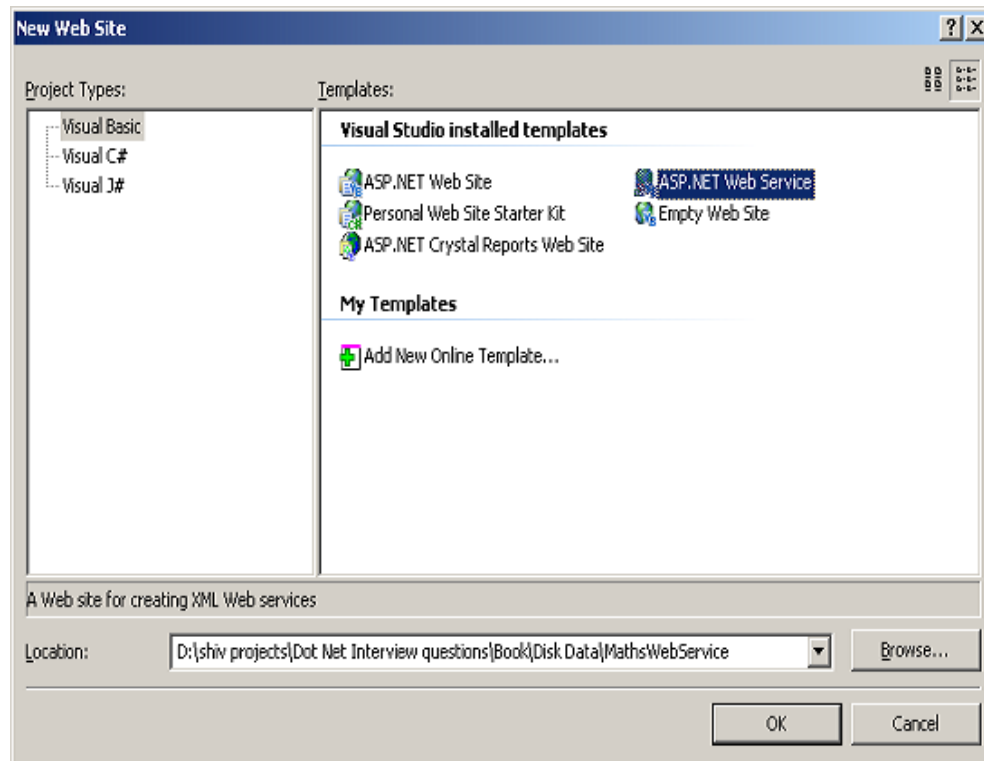 New Web Site
Project Types:
Templates:
Visual Basic
Visual C#
Visual J#
Visual Studio installed templates
ASP.NET Web Site
ASP.NET Web Service
Personal Web Site Starter Kit
Empty Web Site
ASP.NET Crystal Reports Web Site
My Templates
Add New Online Template...
A Web site for creating XML Web services
Location:
D:\shiv projects\Dot Net Interview questions\Book\Disk Data\MathsWebService
Browse...
OK
Cancel